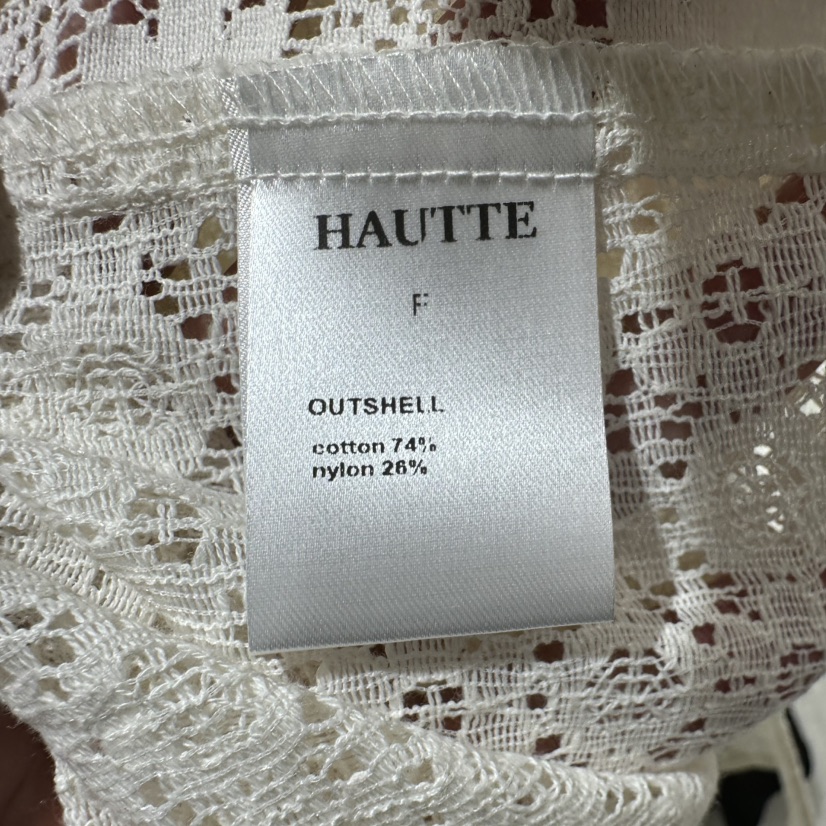 HAUTTE
F
OUTSHELL
cotton 74%
nylon 26%